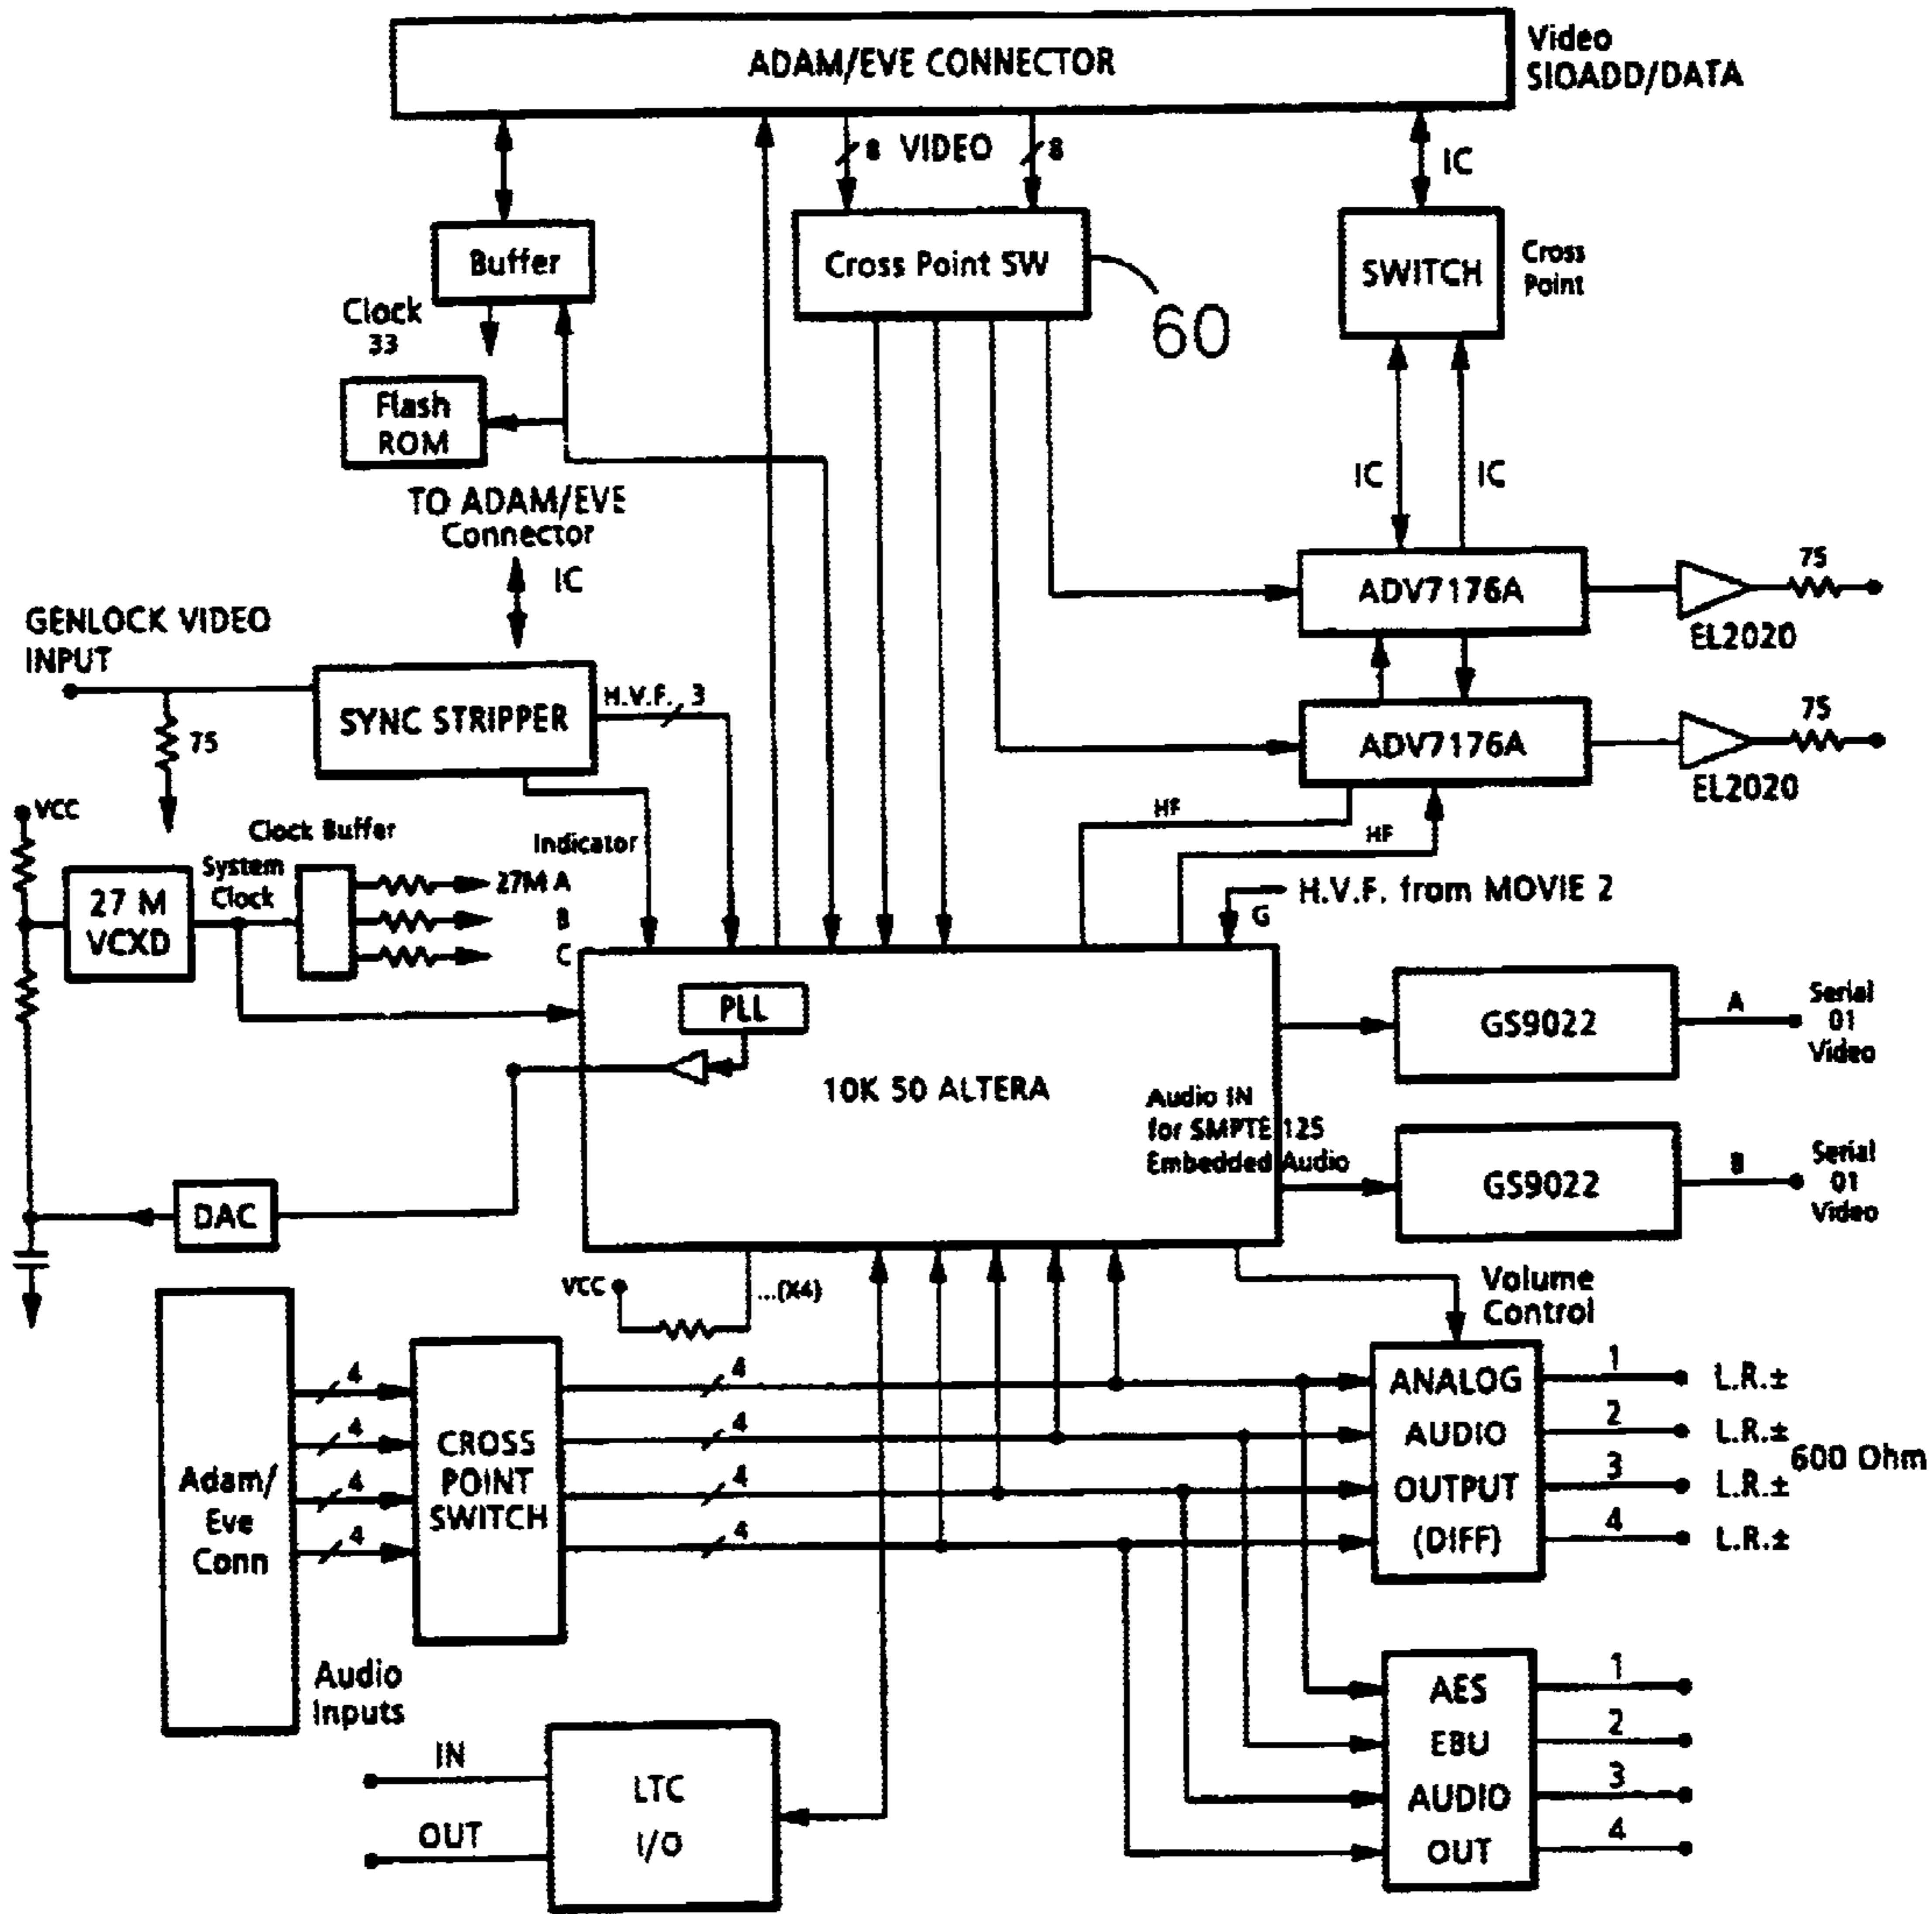 ADAM/EVE CONNECTOR
Video
SIOADD/DATA
8 VIDEO 8
IC
Buffer
Cross Point SW
60
SWITCH
Cross
Point
Clock
33
Flash
ROM
TO ADAM/EVE
Connector
IC
IC
IC
ADV7176A
75
EL2020
GENLOCK VIDEO
INPUT
75
SYNC STRIPPER
H.V.F. 3
ADV7176A
75
EL2020
HF
HF
VCC
Clock Buffer
System
Clock
Indicator
27 M
VCXD
27M A
B
C
H.V.F. from MOVIE 2
G
PLL
10K 50 ALTERA
Audio IN
for SMPTE 125
Embedded Audio
GS9022
A
Serial
01
Video
GS9022
B
Serial
01
Video
DAC
VCC
...(X4)
Volume
Control
Adam/
Eve
Conn
4
4
4
4
CROSS
POINT
SWITCH
4
4
4
4
ANALOG
AUDIO
OUTPUT
(DIFF)
1
L.R.±
2
L.R.±
3
L.R.±
4
L.R.±
600 Ohm
Audio
Inputs
IN
OUT
LTC
I/O
AES
EBU
AUDIO
OUT
1
2
3
4